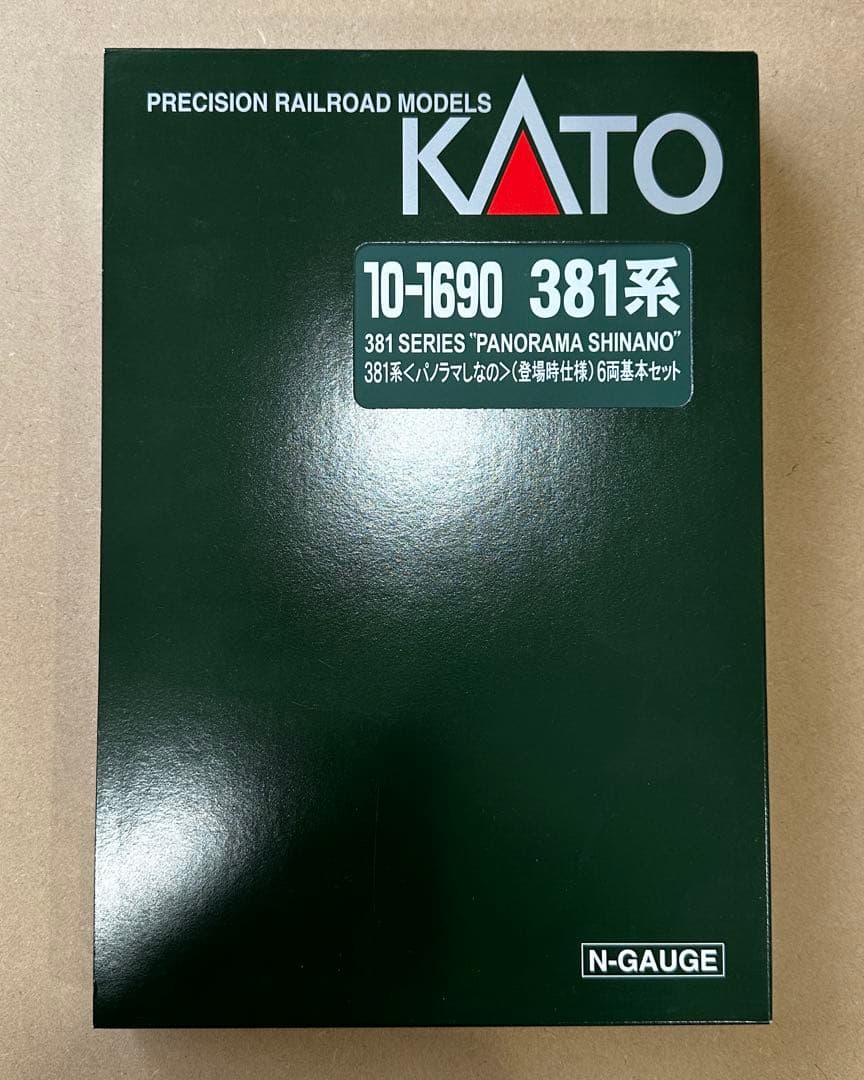 PRECISION RAILROAD MODELS
KATO
10-1690 381系
381 SERIES "PANORAMA SHINANO"
381系<パノラマしなの>(登場時仕様)6両基本セット
N-GAUGE